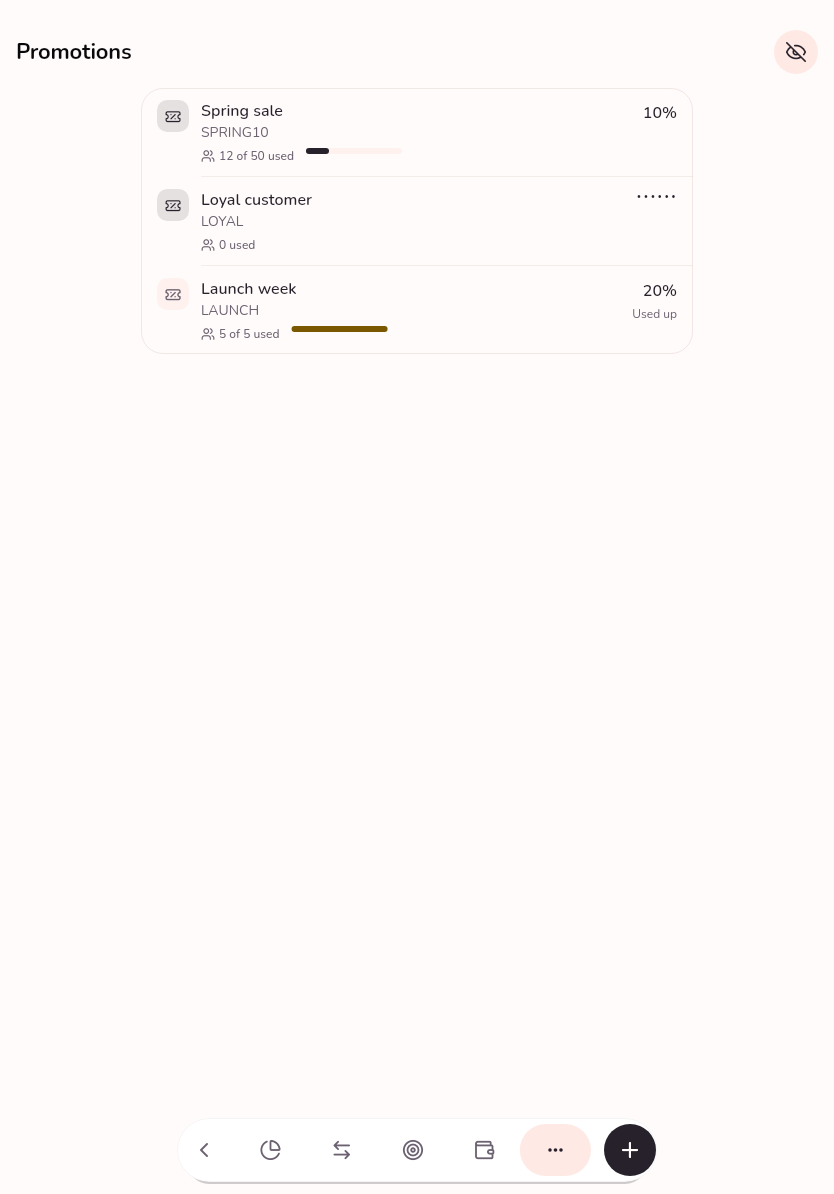 Promotions
Spring sale
10%
SPRING10
12 of 50 used
Loyal customer
LOYAL
0 used
Launch week
20%
LAUNCH
Used up
5 of 5 used